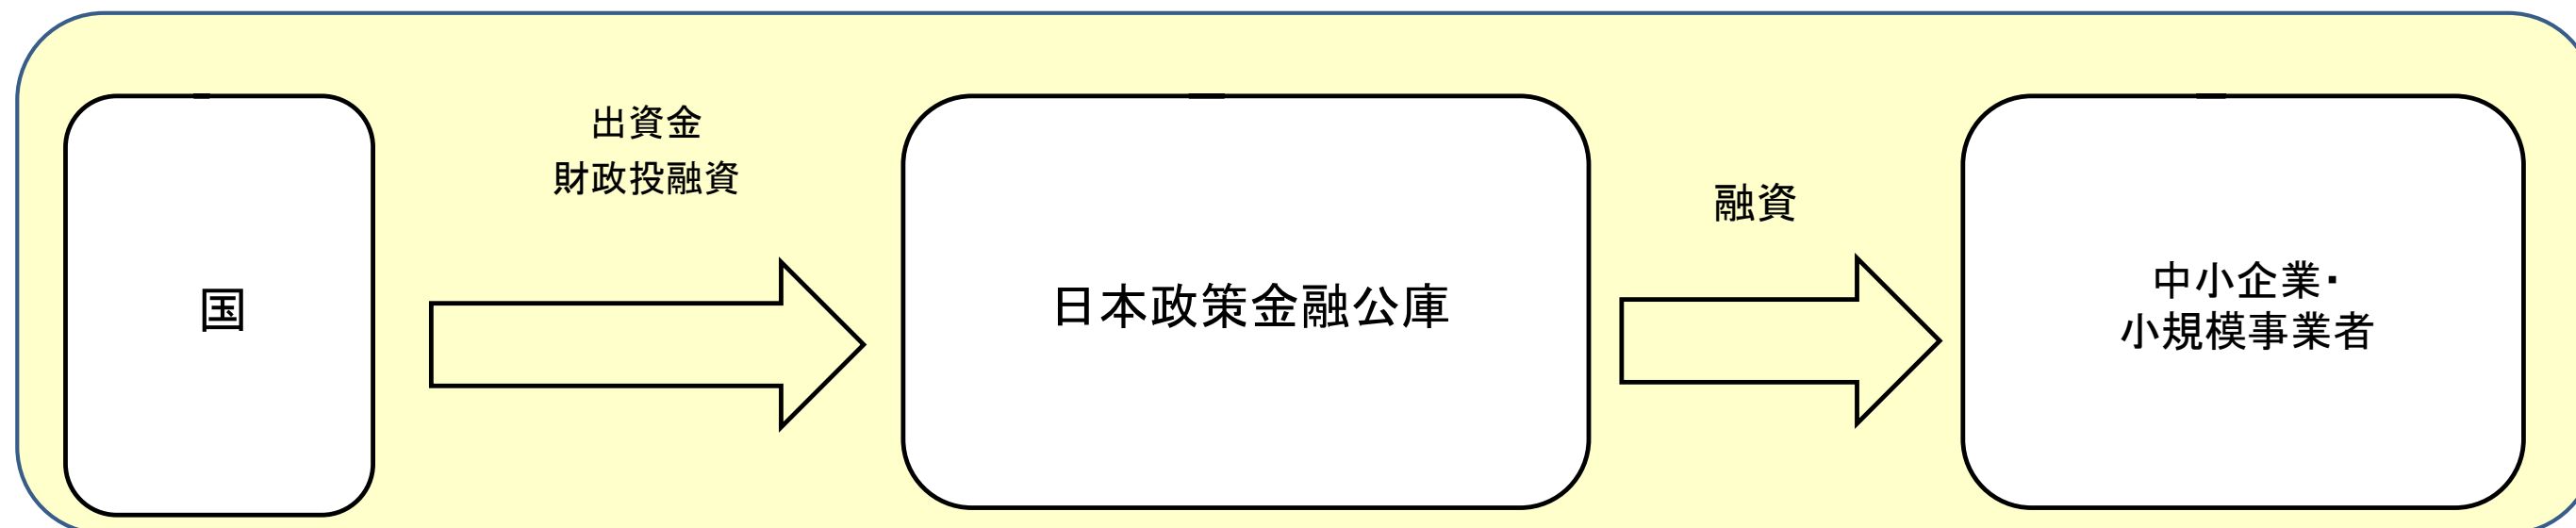 国
出資金
財政投融資
日本政策金融公庫
融資
中小企業・
小規模事業者